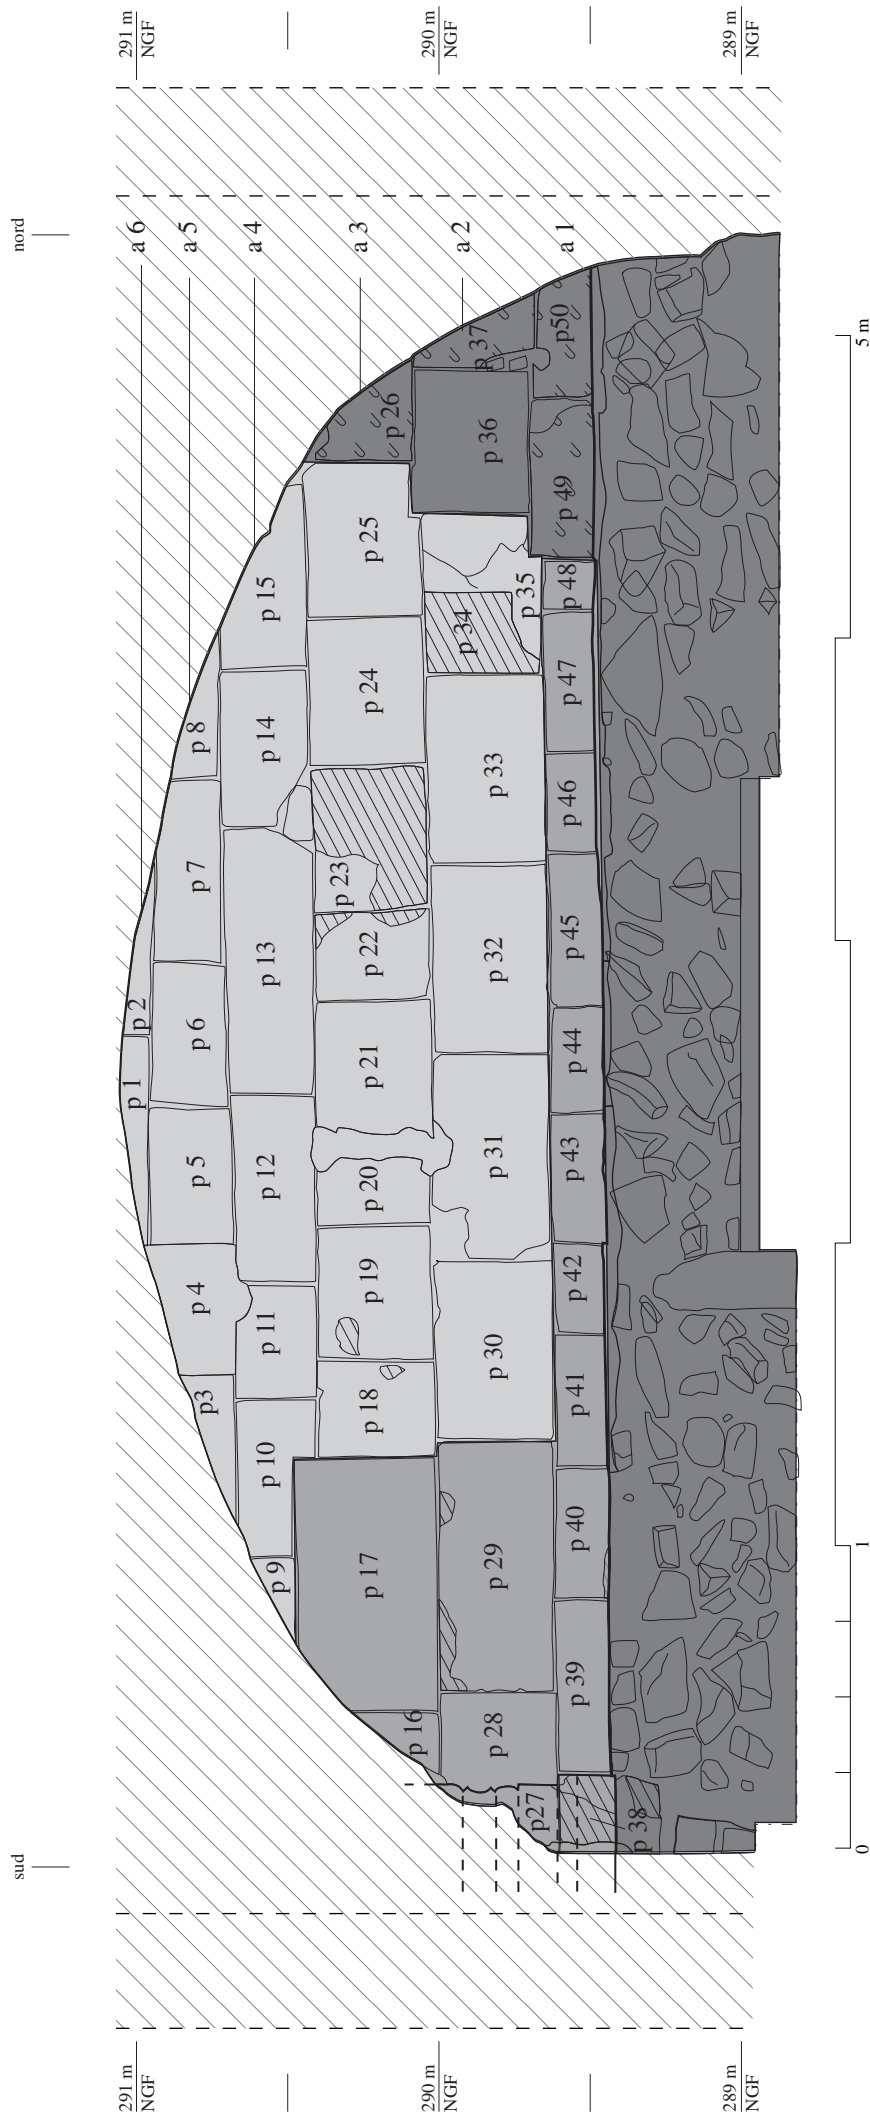 sud
nord
291 m
NGF
290 m
NGF
289 m
NGF
291 m
NGF
290 m
NGF
289 m
NGF
a 6
a 5
a 4
a 3
a 2
a 1
p 1
p 2
p3
p 4
p 5
p 6
p 7
p 8
p 9
p 10
p 11
p 12
p 13
p 14
p 15
p 16
p 17
p 18
p 19
p 20
p 21
p 22
p 23
p 24
p 25
p 26
p27
p 28
p 29
p 30
p 31
p 32
p 33
p 34
p 35
p 36
p 37
p 38
p 39
p 40
p 41
p 42
p 43
p 44
p 45
p 46
p 47
p 48
p 49
p50
0
1
5 m